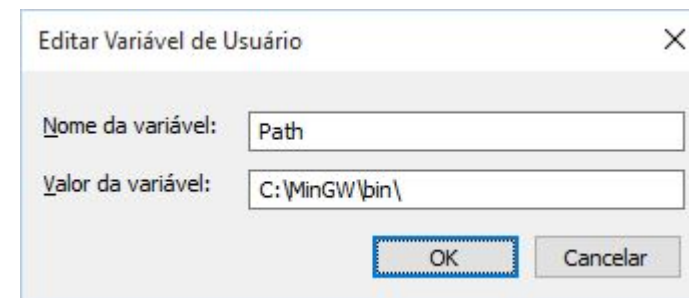 Editar Variável de Usuário
Nome da variável: Path
Valor da variável: C:\MinGW\bin\
OK Cancelar